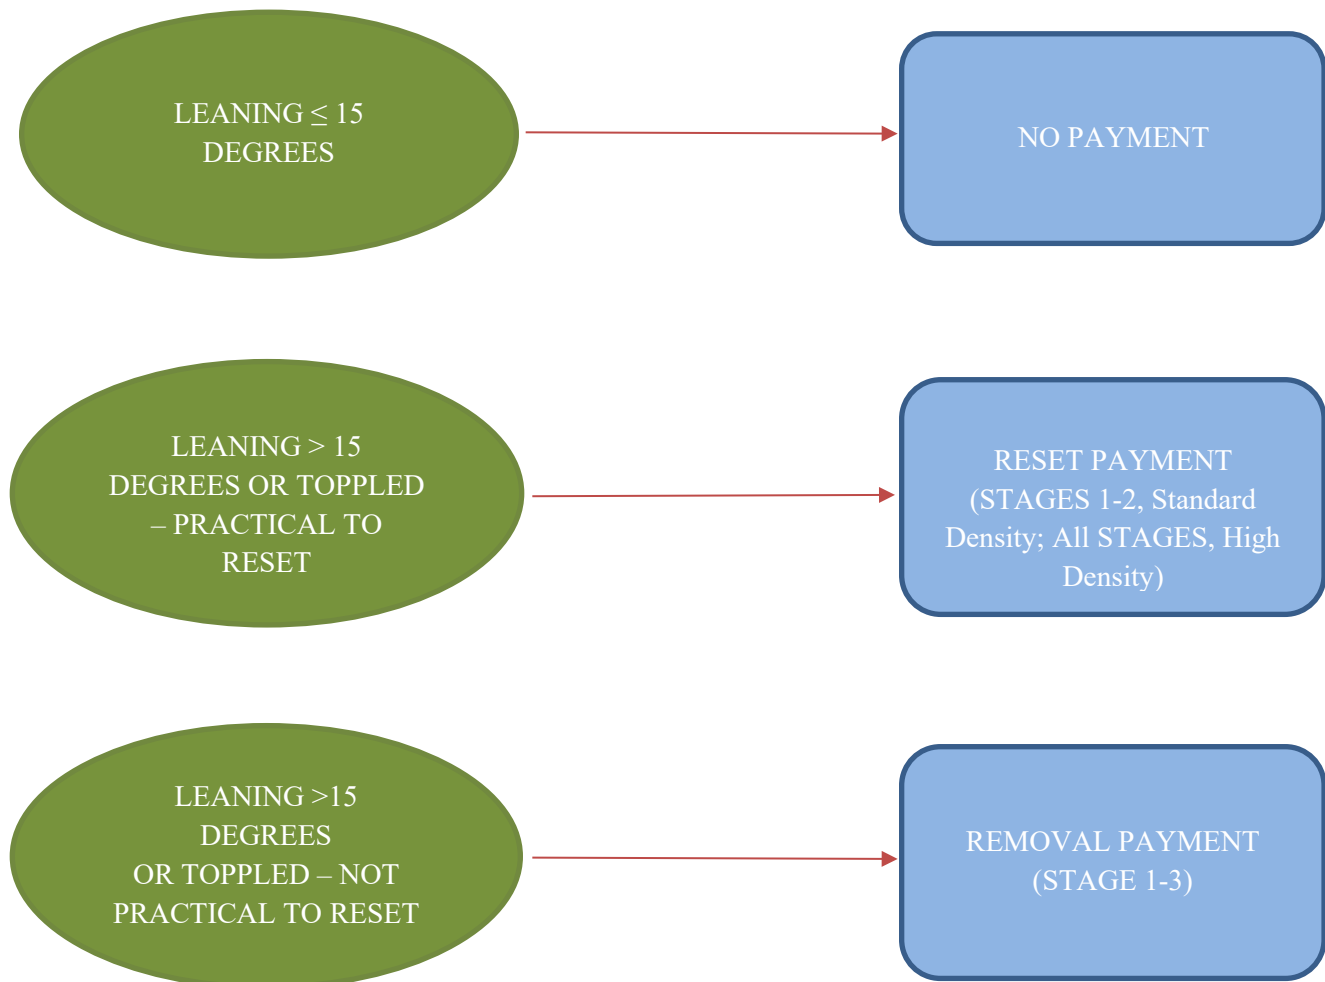 LEANING ≤ 15
DEGREES
NO PAYMENT
LEANING > 15
DEGREES OR TOPPLED
– PRACTICAL TO
RESET
RESET PAYMENT
(STAGES 1-2, Standard
Density; All STAGES, High
Density)
LEANING >15
DEGREES
OR TOPPLED – NOT
PRACTICAL TO RESET
REMOVAL PAYMENT
(STAGE 1-3)